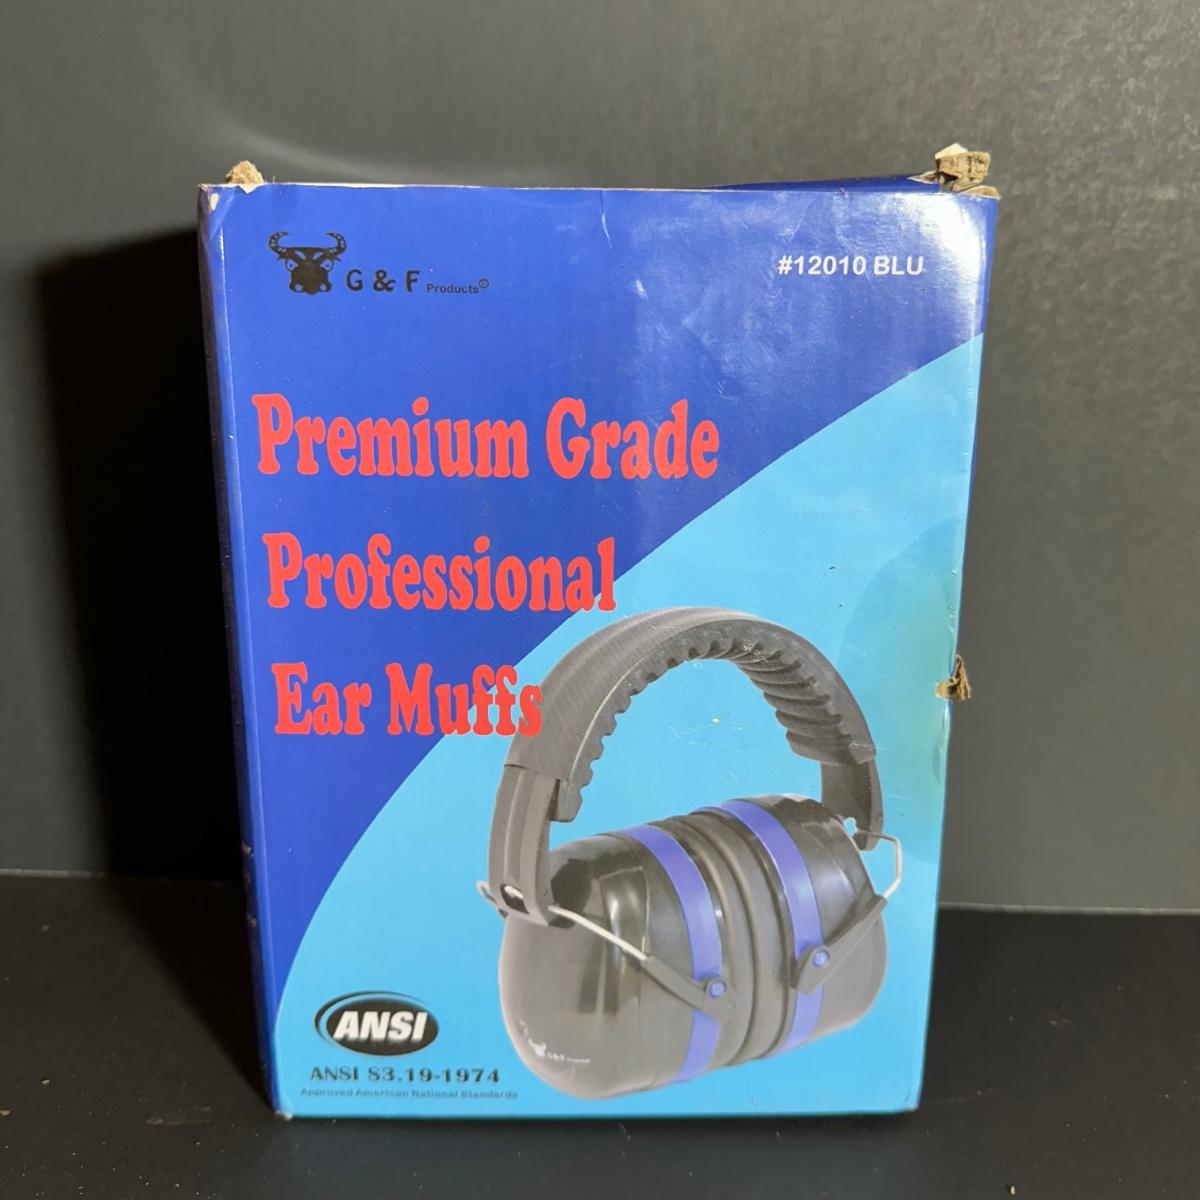 G & F Products©
#12010 BLU
Premium Grade
Professional
Ear Muffs
ANSI
ANSI S3.19-1974
Approved American National Standards